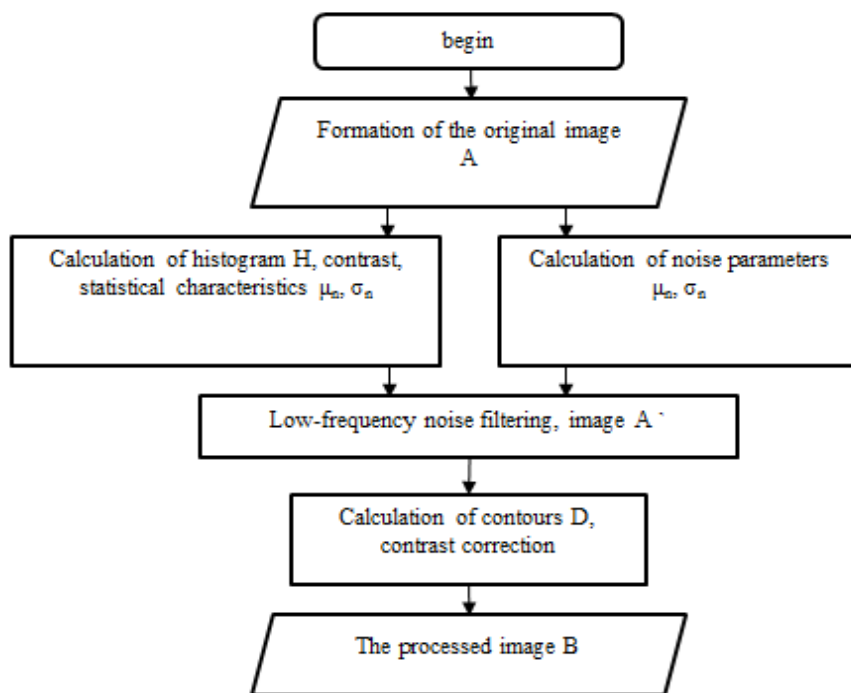 begin
Formation of the original image
A
Calculation of histogram H, contrast,
statistical characteristics μₙ, σₙ
Calculation of noise parameters
μₙ, σₙ
Low-frequency noise filtering, image A `
Calculation of contours D,
contrast correction
The processed image B